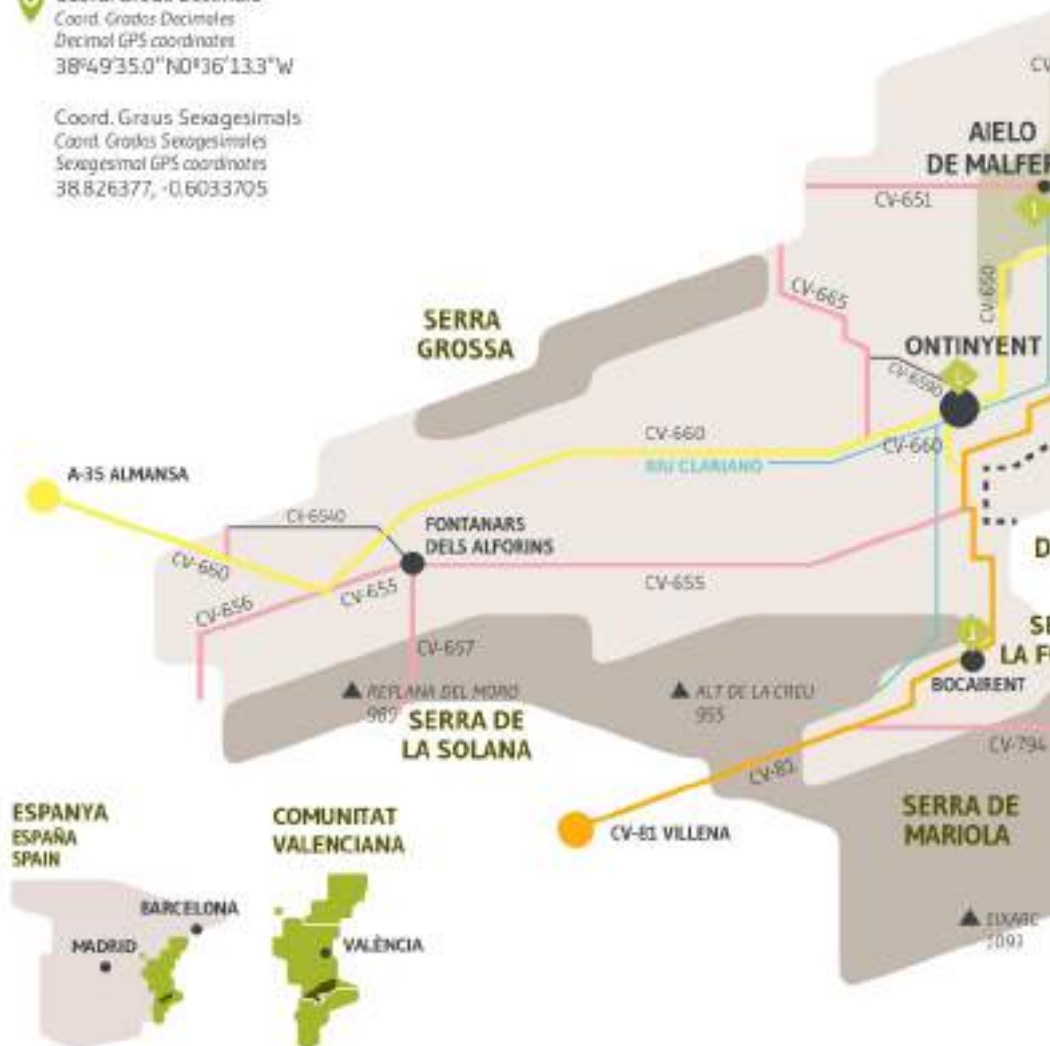 Coord. Grados Decimales
Decimal GPS coordinates
38º49'35.0"N0º36'13.3"W
Coord. Graus Sexagesimals
Coord. Grados Sexagesimales
Sexagesimal GPS coordinates
38.826377, -0.6033705
AIELO
DE MALFER
CV-651
CV-650
CV-665
SERRA
GROSSA
ONTINYENT
CV-6590
CV-660
CV-660
RIU CLARIANO
A-35 ALMANSA
CV-6540
FONTANARS
DELS ALFORINS
CV-660
CV-656
CV-655
CV-655
CV-657
LA F
BOCAIRENT
REPLANA DEL MORO
989
ALT DE LA CREU
955
SERRA DE
LA SOLANA
CV-794
CV-81
CV-81 VILLENA
SERRA DE
MARIOLA
ESPANYA
ESPAÑA
SPAIN
COMUNITAT
VALENCIANA
BARCELONA
MADRID
VALÈNCIA
1093